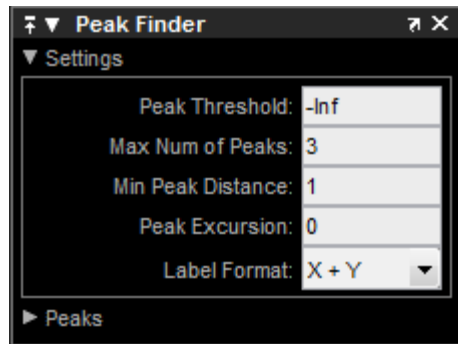 Peak Finder
Settings
Peak Threshold: -Inf
Max Num of Peaks: 3
Min Peak Distance: 1
Peak Excursion: 0
Label Format: X + Y
Peaks